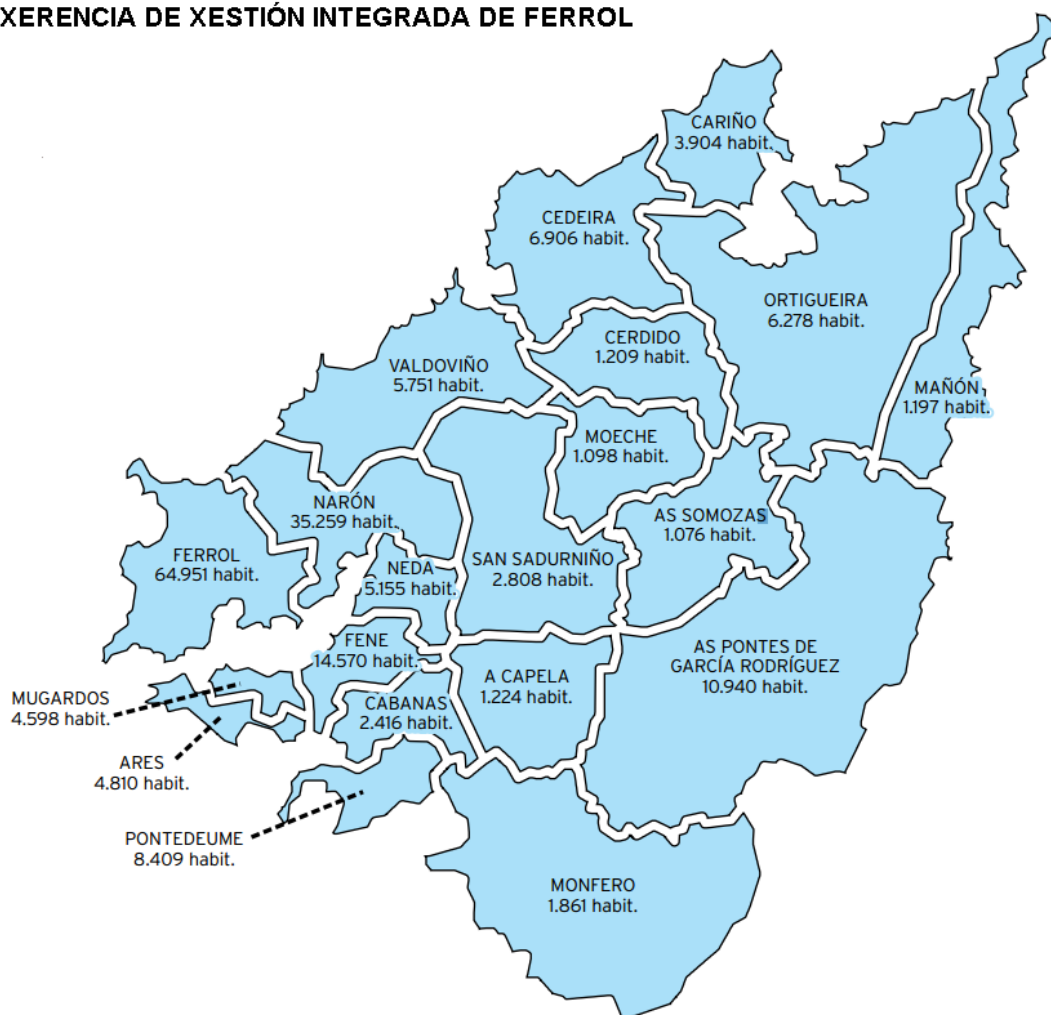 XERENCIA DE XESTIÓN INTEGRADA DE FERROL
CARIÑO
3.904 habit.
CEDEIRA
6.906 habit.
ORTIGUEIRA
6.278 habit.
CERDIDO
1.209 habit.
VALDOVIÑO
5.751 habit.
MAÑÓN
1.197 habit.
MOECHE
1.098 habit.
NARÓN
35.259 habit.
AS SOMOZAS
1.076 habit.
FERROL
64.951 habit.
NEDA
5.155 habit.
SAN SADURNIÑO
2.808 habit.
FENE
14.570 habit.
AS PONTES DE
GARCÍA RODRÍGUEZ
10.940 habit.
A CAPELA
1.224 habit.
MUGARDOS
4.598 habit.
CABANAS
2.416 habit.
ARES
4.810 habit.
PONTEDEUME
8.409 habit.
MONFERO
1.861 habit.